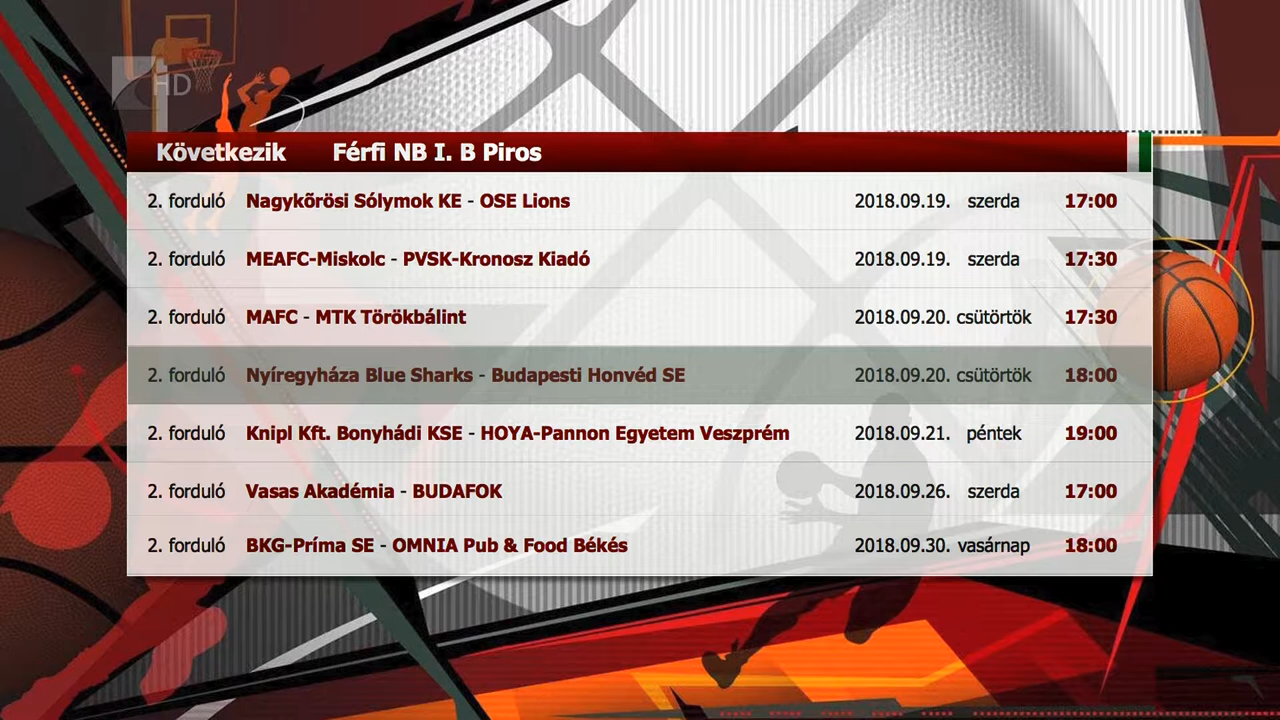 HD
Következik Férfi NB I. B Piros
2. forduló Nagykõrösi Sólymok KE - OSE Lions 2018.09.19. szerda 17:00
2. forduló MEAFC-Miskolc - PVSK-Kronosz Kiadó 2018.09.19. szerda 17:30
2. forduló MAFC - MTK Törökbálint 2018.09.20. csütörtök 17:30
2. forduló Nyíregyháza Blue Sharks - Budapesti Honvéd SE 2018.09.20. csütörtök 18:00
2. forduló Knipl Kft. Bonyhádi KSE - HOYA-Pannon Egyetem Veszprém 2018.09.21. péntek 19:00
2. forduló Vasas Akadémia - BUDAFOK 2018.09.26. szerda 17:00
2. forduló BKG-Príma SE - OMNIA Pub & Food Békés 2018.09.30. vasárnap 18:00